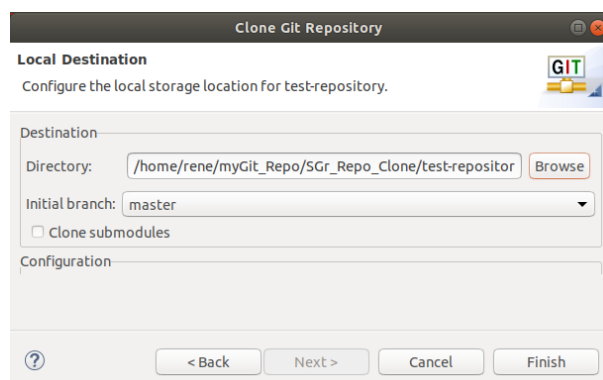 Clone Git Repository
Local Destination
Configure the local storage location for test-repository.
GIT
Destination
Directory: /home/rene/myGit_Repo/SGr_Repo_Clone/test-repositor Browse
Initial branch: master
Clone submodules
Configuration
? < Back Next > Cancel Finish